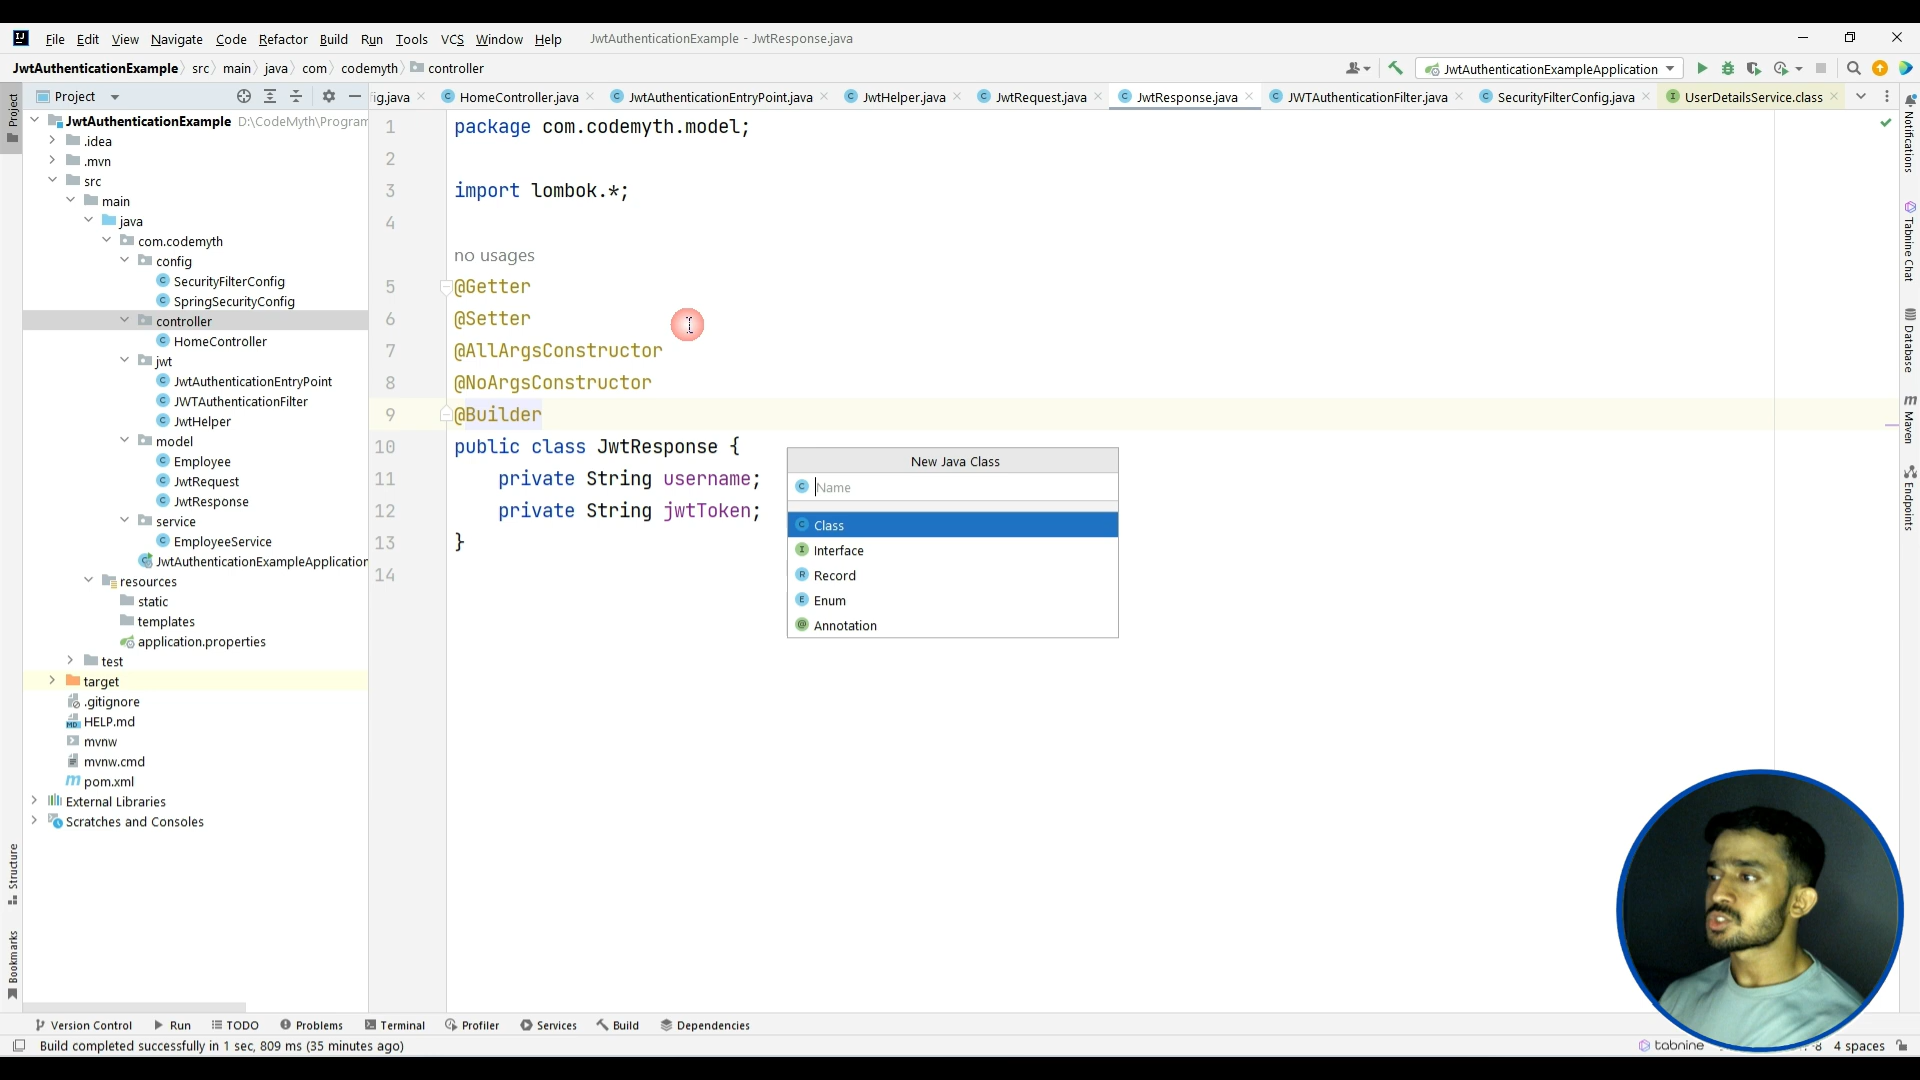 File Edit View Navigate Code Refactor Build Run Tools VCS Window Help JwtAuthenticationExample - JwtResponse.java
JwtAuthenticationExample src main java com codemyth controller JwtAuthenticationExampleApplication
Project ig.java HomeController.java JwtAuthenticationEntryPoint.java JwtHelper.java JwtRequest.java JwtResponse.java JWTAuthenticationFilter.java SecurityFilterConfig.java UserDetailsService.class
Project
JwtAuthenticationExample D:\CodeMyth\Program
.idea
.mvn
src
main
java
com.codemyth
config
SecurityFilterConfig
SpringSecurityConfig
controller
HomeController
jwt
JwtAuthenticationEntryPoint
JWTAuthenticationFilter
JwtHelper
model
Employee
JwtRequest
JwtResponse
service
EmployeeService
JwtAuthenticationExampleApplication
resources
static
templates
application.properties
test
target
.gitignore
HELP.md
mvnw
mvnw.cmd
pom.xml
External Libraries
Scratches and Consoles
Structure
Bookmarks
1 package com.codemyth.model;
2
3 import lombok.*;
4
no usages
5 @Getter
6 @Setter
7 @AllArgsConstructor
8 @NoArgsConstructor
9 @Builder
10 public class JwtResponse {
11 private String username;
12 private String jwtToken;
13 }
14
New Java Class
Name
Class
Interface
Record
Enum
Annotation
Notifications
Tabnine Chat
Database
Maven
Endpoints
Version Control Run TODO Problems Terminal Profiler Services Build Dependencies
Build completed successfully in 1 sec, 809 ms (35 minutes ago) tabnine 4 spaces